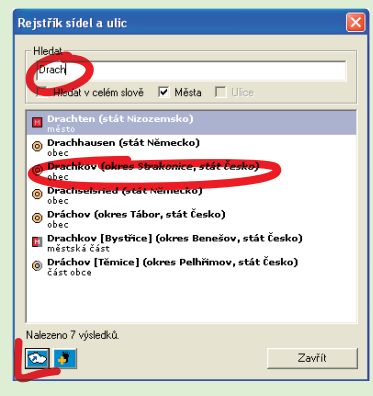 Rejstřík sídel a ulic
Hledat
Drach
Hledat v celém slově Města Ulice
Drachten (stát Nizozemsko)
město
Drachhausen (stát Německo)
obec
Drachkov (okres Strakonice, stát Česko)
obec
Drachselsried (stát Německo)
obec
Dráchov (okres Tábor, stát Česko)
obec
Drachkov [Bystřice] (okres Benešov, stát Česko)
městská část
Dráchov [Těmice] (okres Pelhřimov, stát Česko)
část obce
Nalezeno 7 výsledků.
Zavřít